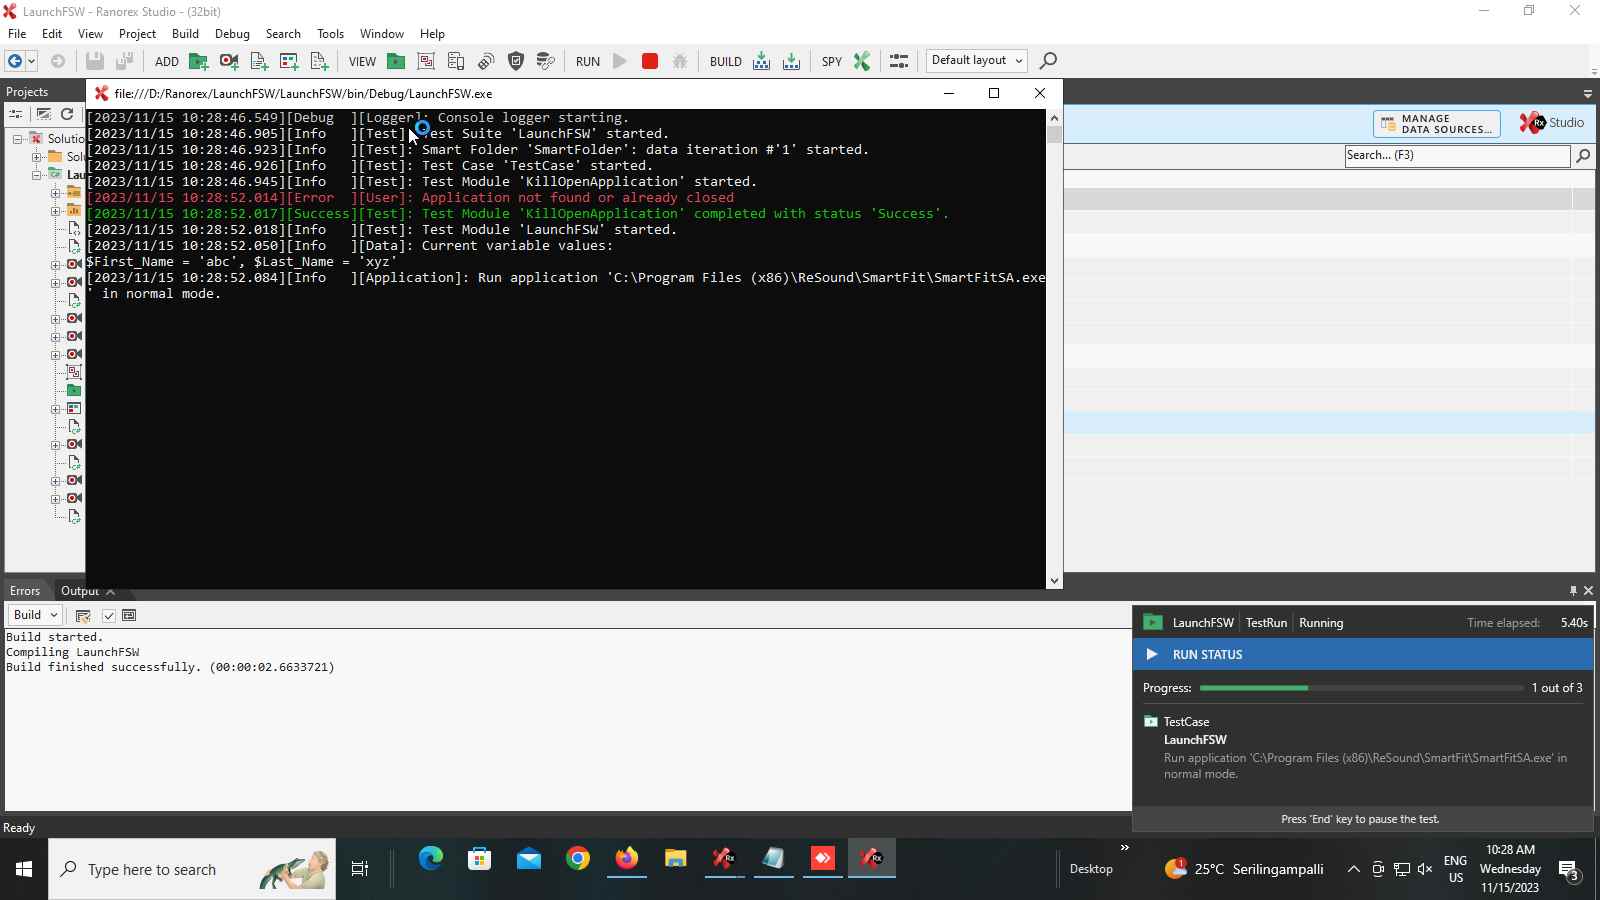 LaunchFSW - Ranorex Studio - (32bit)
File Edit View Project Build Debug Search Tools Window Help
ADD VIEW RUN BUILD SPY Default layout
Projects
file:///D:/Ranorex/LaunchFSW/LaunchFSW/bin/Debug/LaunchFSW.exe
MANAGE
DATA SOURCES...
Rx Studio
Search... (F3)
Solutio
Sol
Lau
[2023/11/15 10:28:46.549][Debug ][Logger]: Console logger starting.
[2023/11/15 10:28:46.905][Info ][Test]: Test Suite 'LaunchFSW' started.
[2023/11/15 10:28:46.923][Info ][Test]: Smart Folder 'SmartFolder': data iteration #'1' started.
[2023/11/15 10:28:46.926][Info ][Test]: Test Case 'TestCase' started.
[2023/11/15 10:28:46.945][Info ][Test]: Test Module 'KillOpenApplication' started.
[2023/11/15 10:28:52.014][Error ][User]: Application not found or already closed
[2023/11/15 10:28:52.017][Success][Test]: Test Module 'KillOpenApplication' completed with status 'Success'.
[2023/11/15 10:28:52.018][Info ][Test]: Test Module 'LaunchFSW' started.
[2023/11/15 10:28:52.050][Info ][Data]: Current variable values:
$First_Name = 'abc', $Last_Name = 'xyz'
[2023/11/15 10:28:52.084][Info ][Application]: Run application 'C:\Program Files (x86)\ReSound\SmartFit\SmartFitSA.exe
' in normal mode.
Errors Output
Build
Build started.
Compiling LaunchFSW
Build finished successfully. (00:00:02.6633721)
LaunchFSW TestRun Running Time elapsed: 5.40s
RUN STATUS
Progress: 1 out of 3
TestCase
LaunchFSW
Run application 'C:\Program Files (x86)\ReSound\SmartFit\SmartFitSA.exe' in
normal mode.
Press 'End' key to pause the test.
Ready
Type here to search
Desktop
1
25°C Serilingampalli
ENG
US
10:28 AM
Wednesday
11/15/2023
3